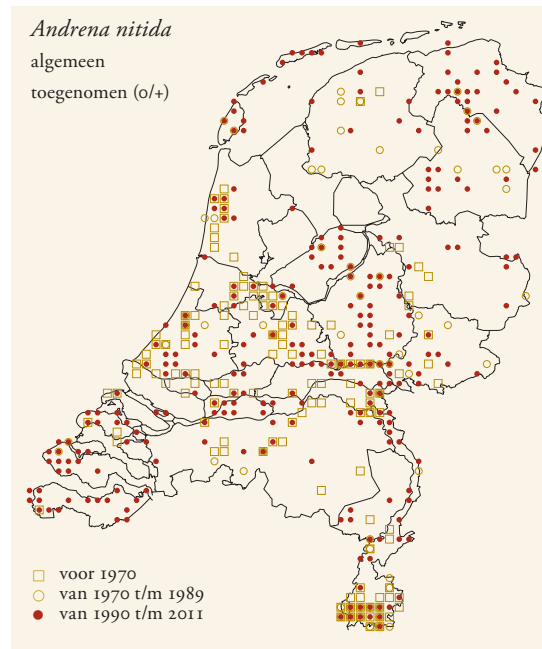 Andrena nitida
algemeen
toegenomen (0/+)
voor 1970
van 1970 t/m 1989
van 1990 t/m 2011